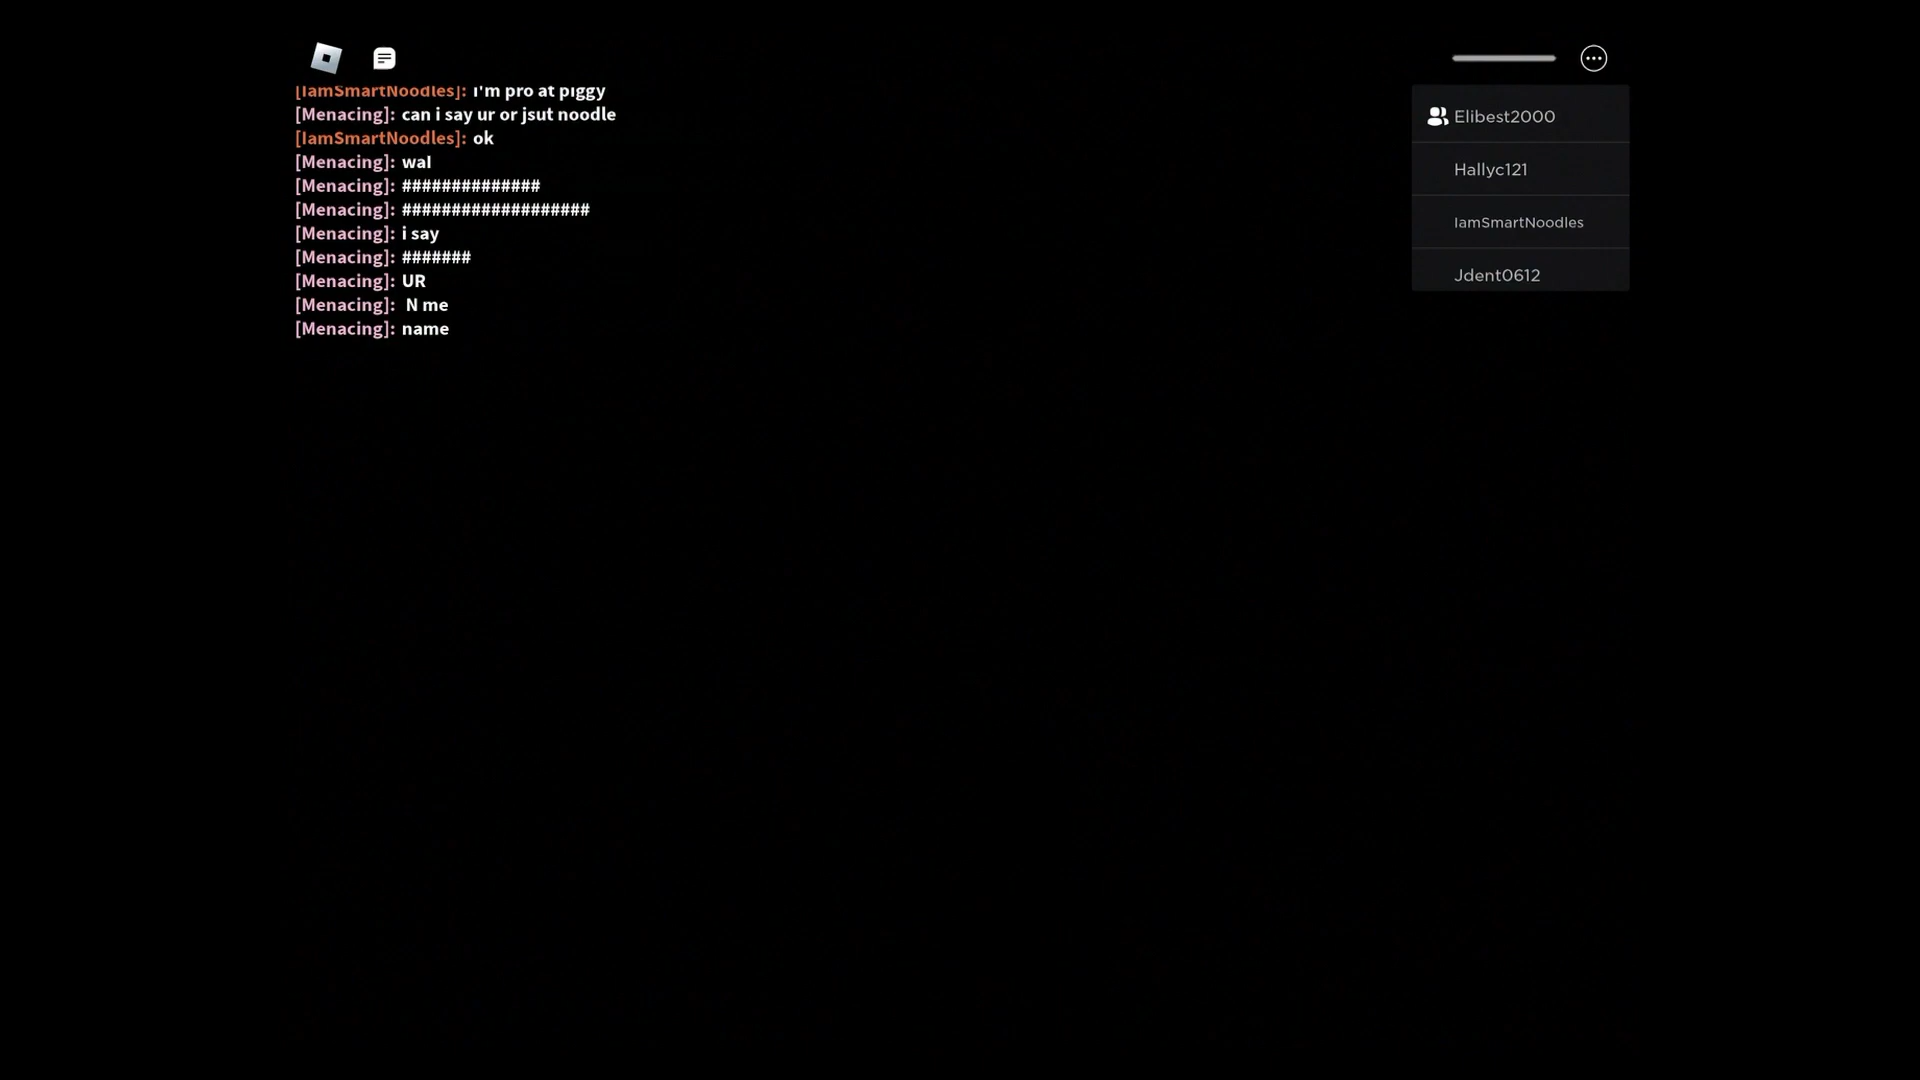 [IamSmartNoodles]: i'm pro at piggy
[Menacing]: can i say ur or jsut noodle
[IamSmartNoodles]: ok
[Menacing]: waI
[Menacing]: ##############
[Menacing]: ###################
[Menacing]: i say
[Menacing]: #######
[Menacing]: UR
[Menacing]: N me
[Menacing]: name
Elibest2000
Hallyc121
IamSmartNoodles
Jdent0612